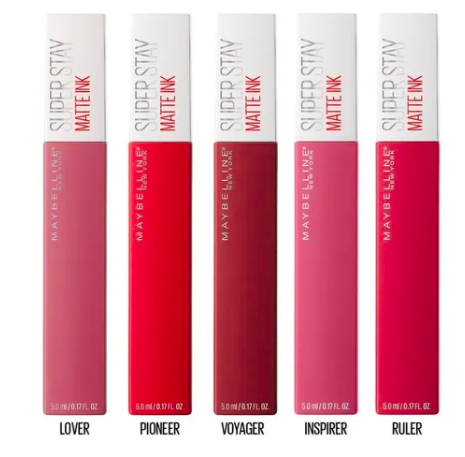 SUPER STAY
MATTE INK
MAYBELLINE®
NEW YORK
5.0 ml / 0.17 FL. OZ.
SUPER STAY
MATTE INK
MAYBELLINE®
NEW YORK
5.0 ml / 0.17 FL. OZ.
SUPER STAY
MATTE INK
MAYBELLINE®
NEW YORK
5.0 ml / 0.17 FL. OZ.
SUPER STAY
MATTE INK
MAYBELLINE®
NEW YORK
5.0 ml / 0.17 FL. OZ.
SUPER STAY
MATTE INK
MAYBELLINE®
NEW YORK
5.0 ml / 0.17 FL. OZ.
LOVER PIONEER VOYAGER INSPIRER RULER